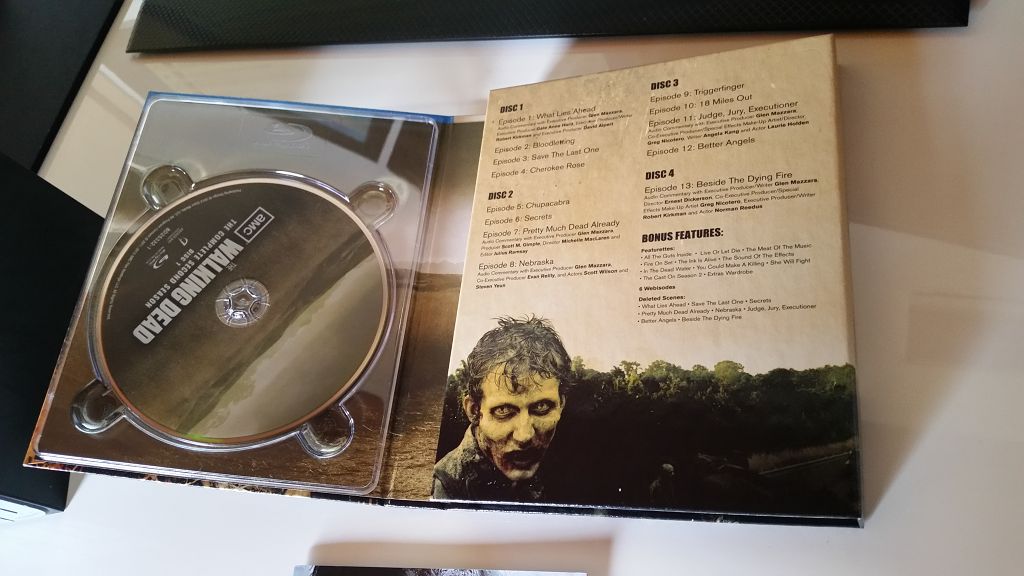 amc
THE
WALKING DEAD
THE COMPLETE SECOND SEASON
DISC 1
DISC 1
Episode 1: What Lies Ahead
Audio Commentary with Executive Producer Glen Mazzara,
Executive Producer Gale Anne Hurd, Executive Producer/Writer
Robert Kirkman and Executive Producer David Alpert
Episode 2: Bloodletting
Episode 3: Save The Last One
Episode 4: Cherokee Rose
DISC 2
Episode 5: Chupacabra
Episode 6: Secrets
Episode 7: Pretty Much Dead Already
Audio Commentary with Executive Producer Glen Mazzara,
Producer Scott M. Gimple, Director Michelle MacLaren and
Editor Julius Ramsay
Episode 8: Nebraska
Audio Commentary with Executive Producer Glen Mazzara,
Co-Executive Producer Evan Reilly, and Actors Scott Wilson and
Steven Yeun
DISC 3
Episode 9: Triggerfinger
Episode 10: 18 Miles Out
Episode 11: Judge, Jury, Executioner
Audio Commentary with Executive Producer Glen Mazzara,
Co-Executive Producer/Special Effects Make-Up Artist/Director
Greg Nicotero, Writer Angela Kang and Actor Laurie Holden
Episode 12: Better Angels
DISC 4
Episode 13: Beside The Dying Fire
Audio Commentary with Executive Producer/Writer Glen Mazzara,
Director Ernest Dickerson, Co-Executive Producer/Special
Effects Make-Up Artist Greg Nicotero, Executive Producer/Writer
Robert Kirkman and Actor Norman Reedus
BONUS FEATURES:
Featurettes:
• All The Guts Inside • Live Or Let Die • The Meat Of The Music
• Fire On Set • The Ink Is Alive • The Sound Of The Effects
• In The Dead Water • You Could Make A Killing • She Will Fight
• The Cast On Season 2 • Extras Wardrobe
6 Webisodes
Deleted Scenes:
• What Lies Ahead • Save The Last One • Secrets
• Pretty Much Dead Already • Nebraska • Judge, Jury, Executioner
• Better Angels • Beside The Dying Fire